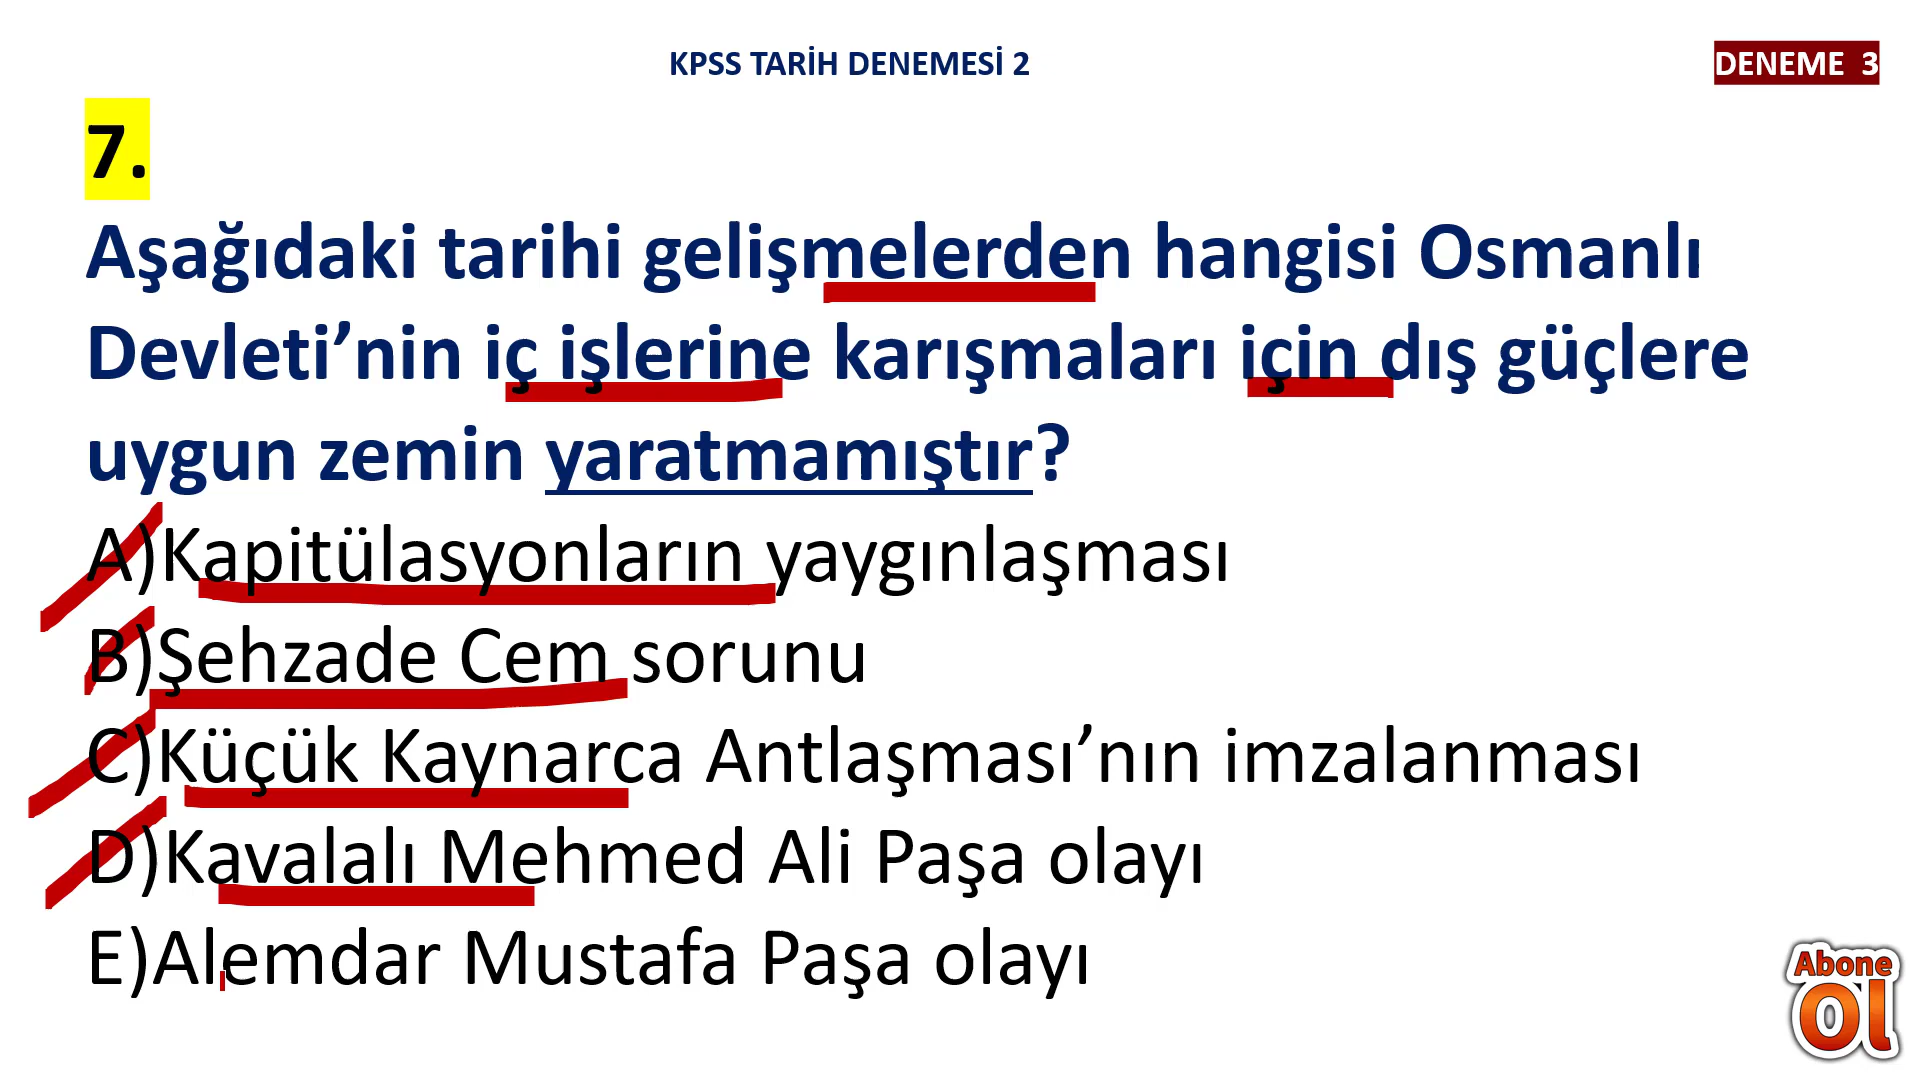 KPSS TARİH DENEMESİ 2
DENEME 3
7.
Aşağıdaki tarihi gelişmelerden hangisi Osmanlı
Devleti’nin iç işlerine karışmaları için dış güçlere
uygun zemin yaratmamıştır?
A)Kapitülasyonların yaygınlaşması
B)Şehzade Cem sorunu
C)Küçük Kaynarca Antlaşması’nın imzalanması
D)Kavalalı Mehmed Ali Paşa olayı
E)Alemdar Mustafa Paşa olayı
Abone
ol